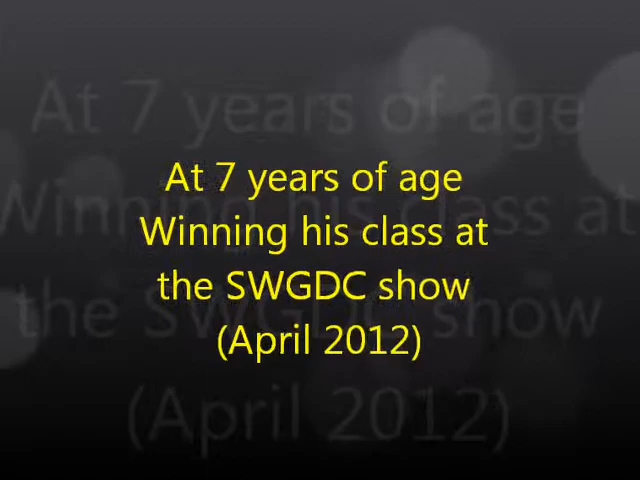 At 7 years of age
Winning his class at
the SWGDC show
(April 2012)